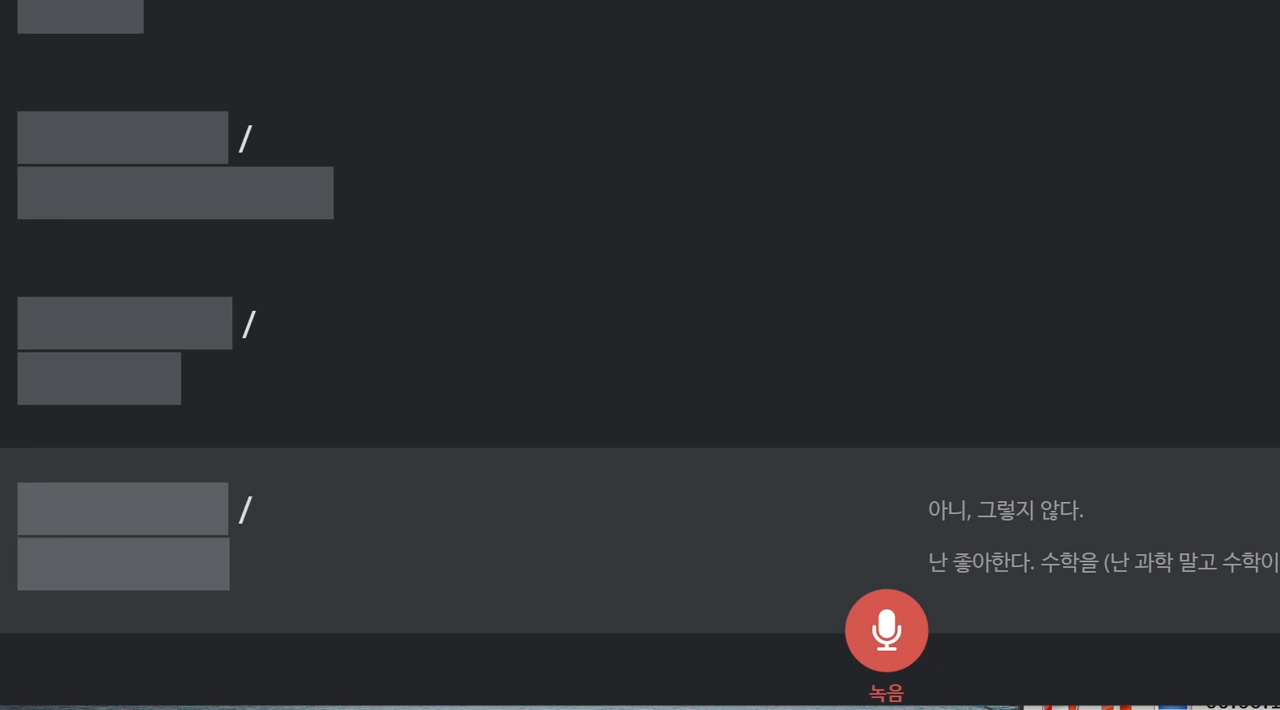 /
/
/
아니, 그렇지 않다.
난 좋아한다. 수학을 (난 과학 말고 수학이
녹음